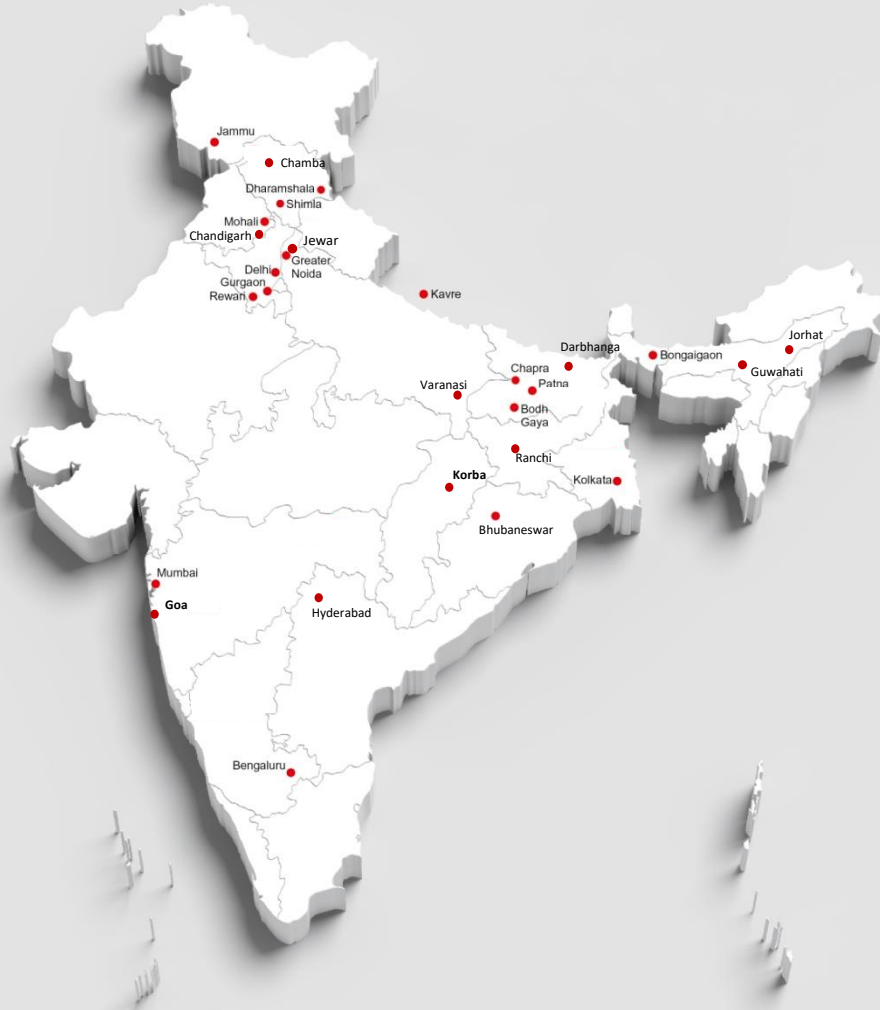 Jammu
Chamba
Dharamshala
Shimla
Mohali
Chandigarh
Jewar
Greater
Noida
Delhi
Gurgaon
Rewari
Kavre
Jorhat
Darbhanga
Bongaigaon
Guwahati
Chapra
Patna
Varanasi
Bodh
Gaya
Ranchi
Korba
Kolkata
Bhubaneswar
Mumbai
Goa
Hyderabad
Bengaluru